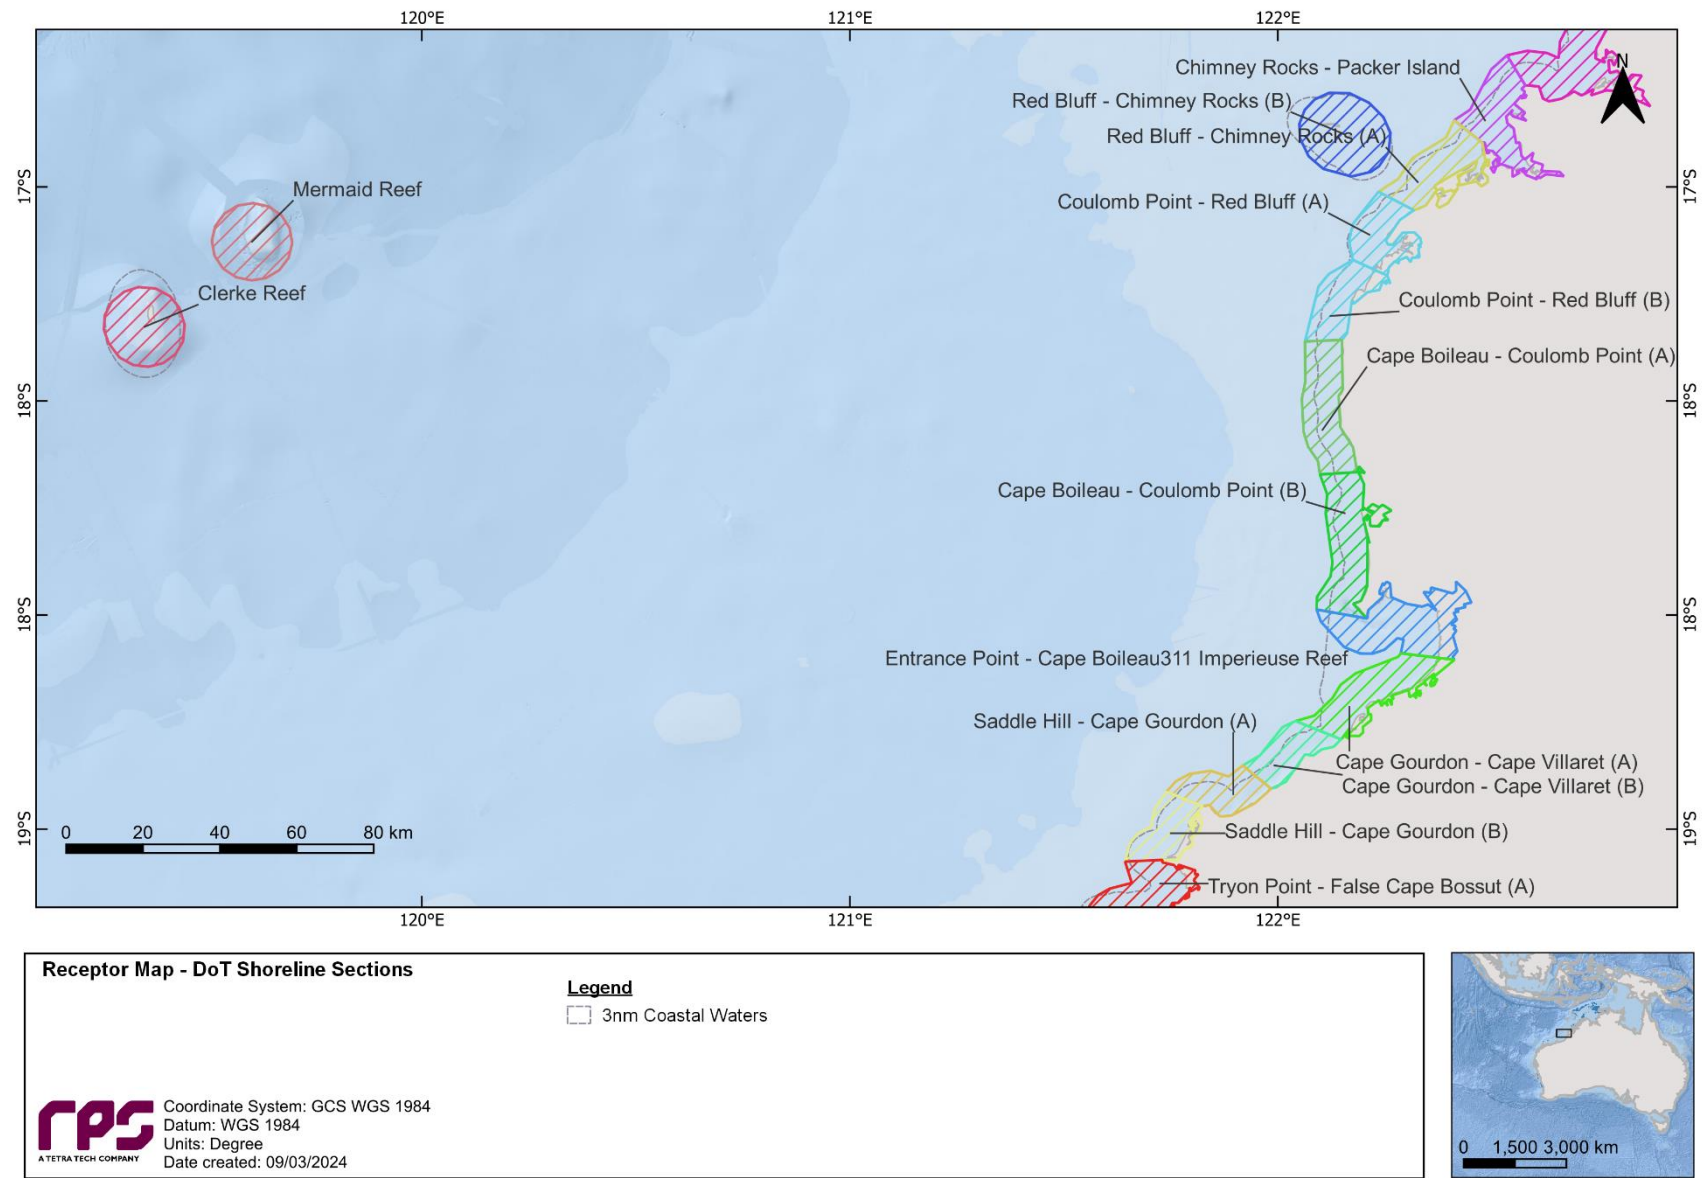 120°E 121°E 122°E
N
Chimney Rocks - Packer Island
Red Bluff - Chimney Rocks (B)
Red Bluff - Chimney Rocks (A)
17°S 17°S
Mermaid Reef
Coulomb Point - Red Bluff (A)
Clerke Reef
Coulomb Point - Red Bluff (B)
Cape Boileau - Coulomb Point (A)
18°S 18°S
Cape Boileau - Coulomb Point (B)
18°S 18°S
Entrance Point - Cape Boileau311 Imperieuse Reef
Saddle Hill - Cape Gourdon (A)
Cape Gourdon - Cape Villaret (A)
Cape Gourdon - Cape Villaret (B)
19°S 19°S
0 20 40 60 80 km
Saddle Hill - Cape Gourdon (B)
Tryon Point - False Cape Bossut (A)
120°E 121°E 122°E
Receptor Map - DoT Shoreline Sections
Legend
3nm Coastal Waters
rps
A TETRA TECH COMPANY
Coordinate System: GCS WGS 1984
Datum: WGS 1984
Units: Degree
Date created: 09/03/2024
0 1,500 3,000 km